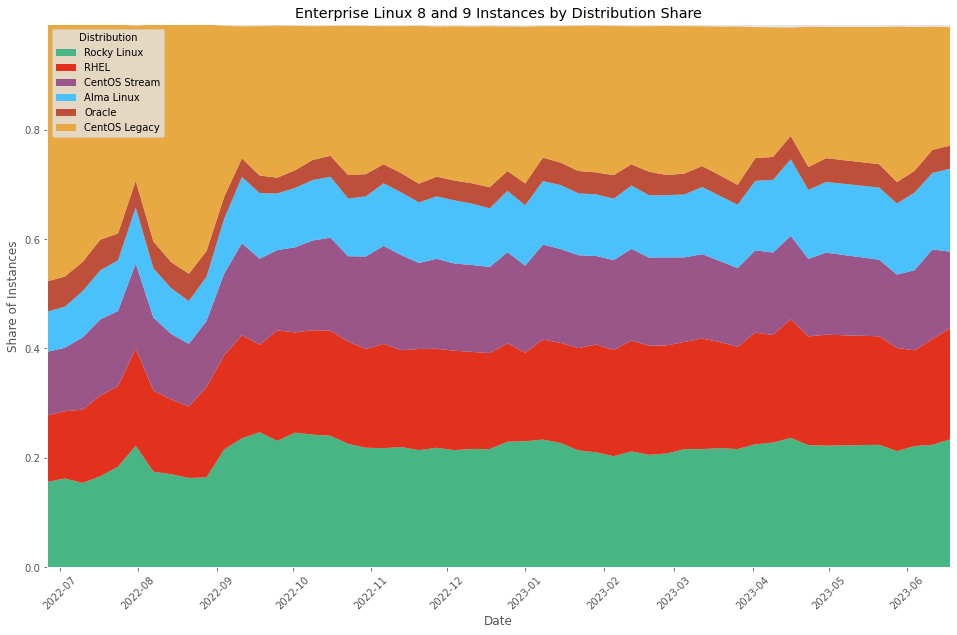 Enterprise Linux 8 and 9 Instances by Distribution Share
Distribution
Rocky Linux
RHEL
CentOS Stream
Alma Linux
Oracle
CentOS Legacy
Share of Instances
0.8
0.6
0.4
0.2
0.0
2022-07
2022-08
2022-09
2022-10
2022-11
2022-12
2023-01
2023-02
2023-03
2023-04
2023-05
2023-06
Date